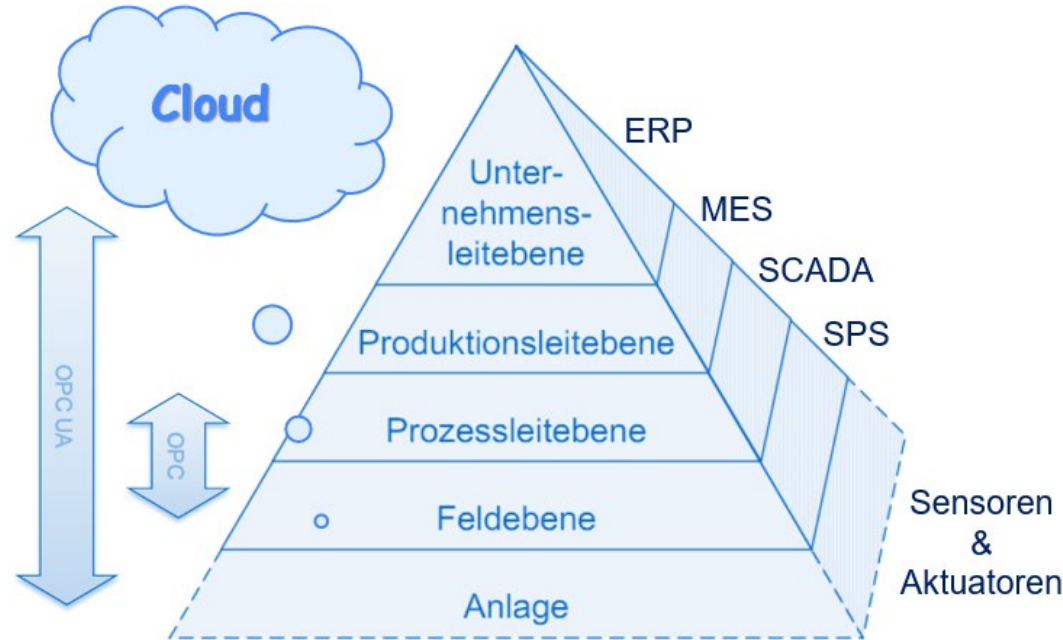 Cloud
OPC UA
OPC
Unter-
nehmens-
leitebene
Produktionsleitebene
Prozessleitebene
Feldebene
Anlage
ERP
MES
SCADA
SPS
Sensoren
&
Aktuatoren